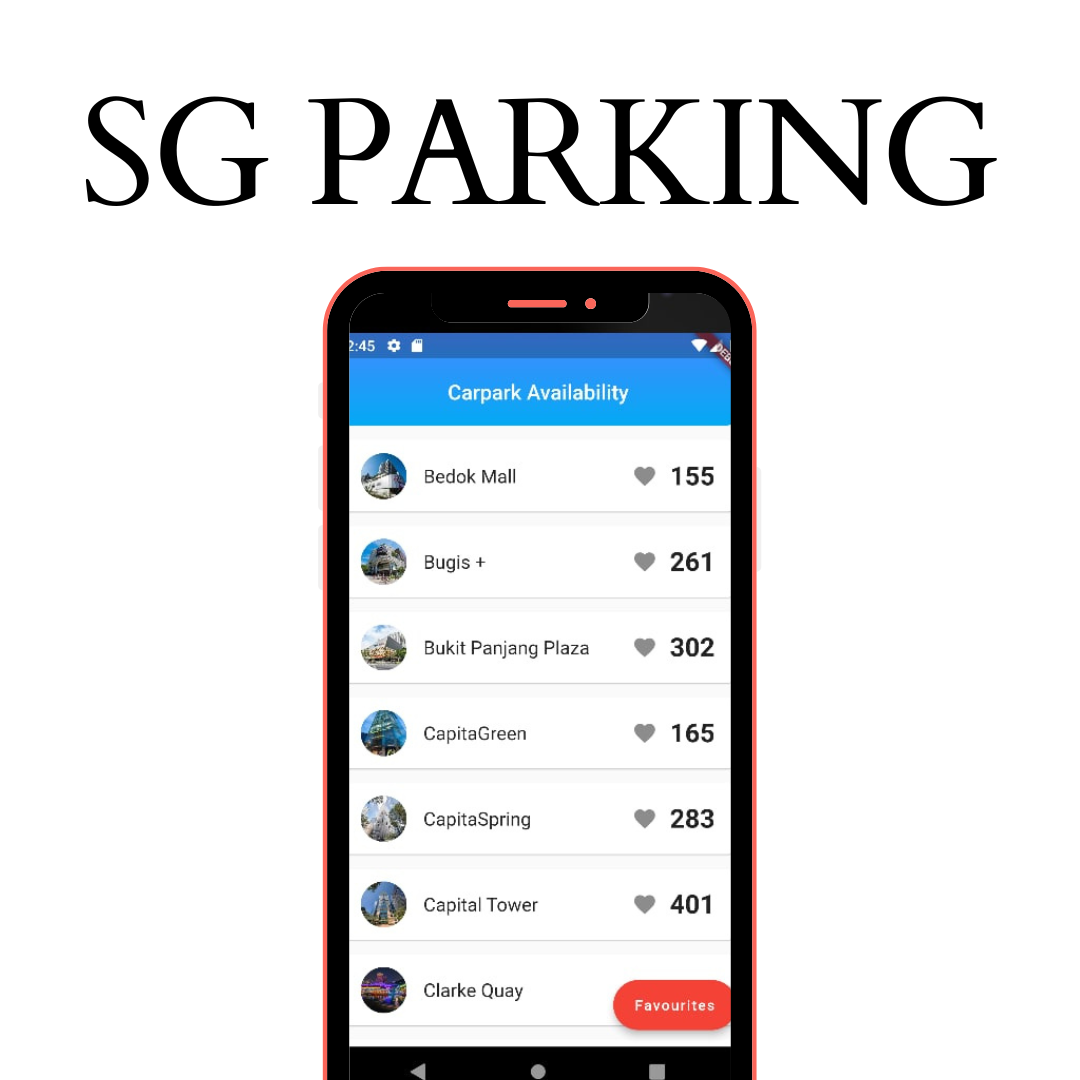 SG PARKING
2:45
Carpark Availability
Bedok Mall 155
Bugis + 261
Bukit Panjang Plaza 302
CapitaGreen 165
CapitaSpring 283
Capital Tower 401
Clarke Quay
Favourites